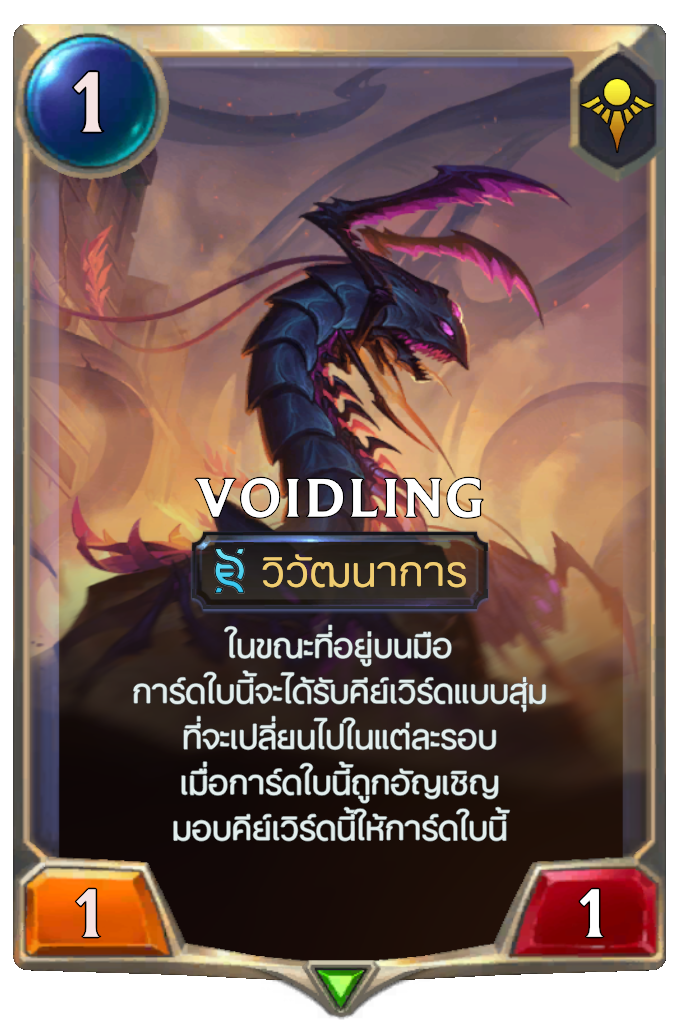 1
VOIDLING
วิวัฒนาการ
ในขณะที่อยู่บนมือ
การ์ดใบนี้จะได้รับคีย์เวิร์ดแบบสุ่ม
ที่จะเปลี่ยนไปในแต่ละรอบ
เมื่อการ์ดใบนี้ถูกอัญเชิญ
มอบคีย์เวิร์ดนี้ให้การ์ดใบนี้
1 1